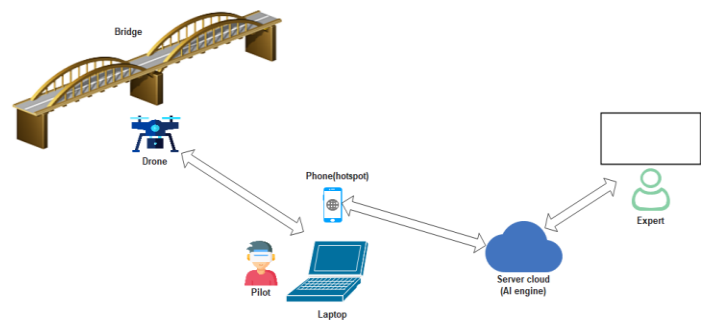 Bridge
Drone
Phone(hotspot)
Pilot
Laptop
Server cloud
(AI engine)
Expert